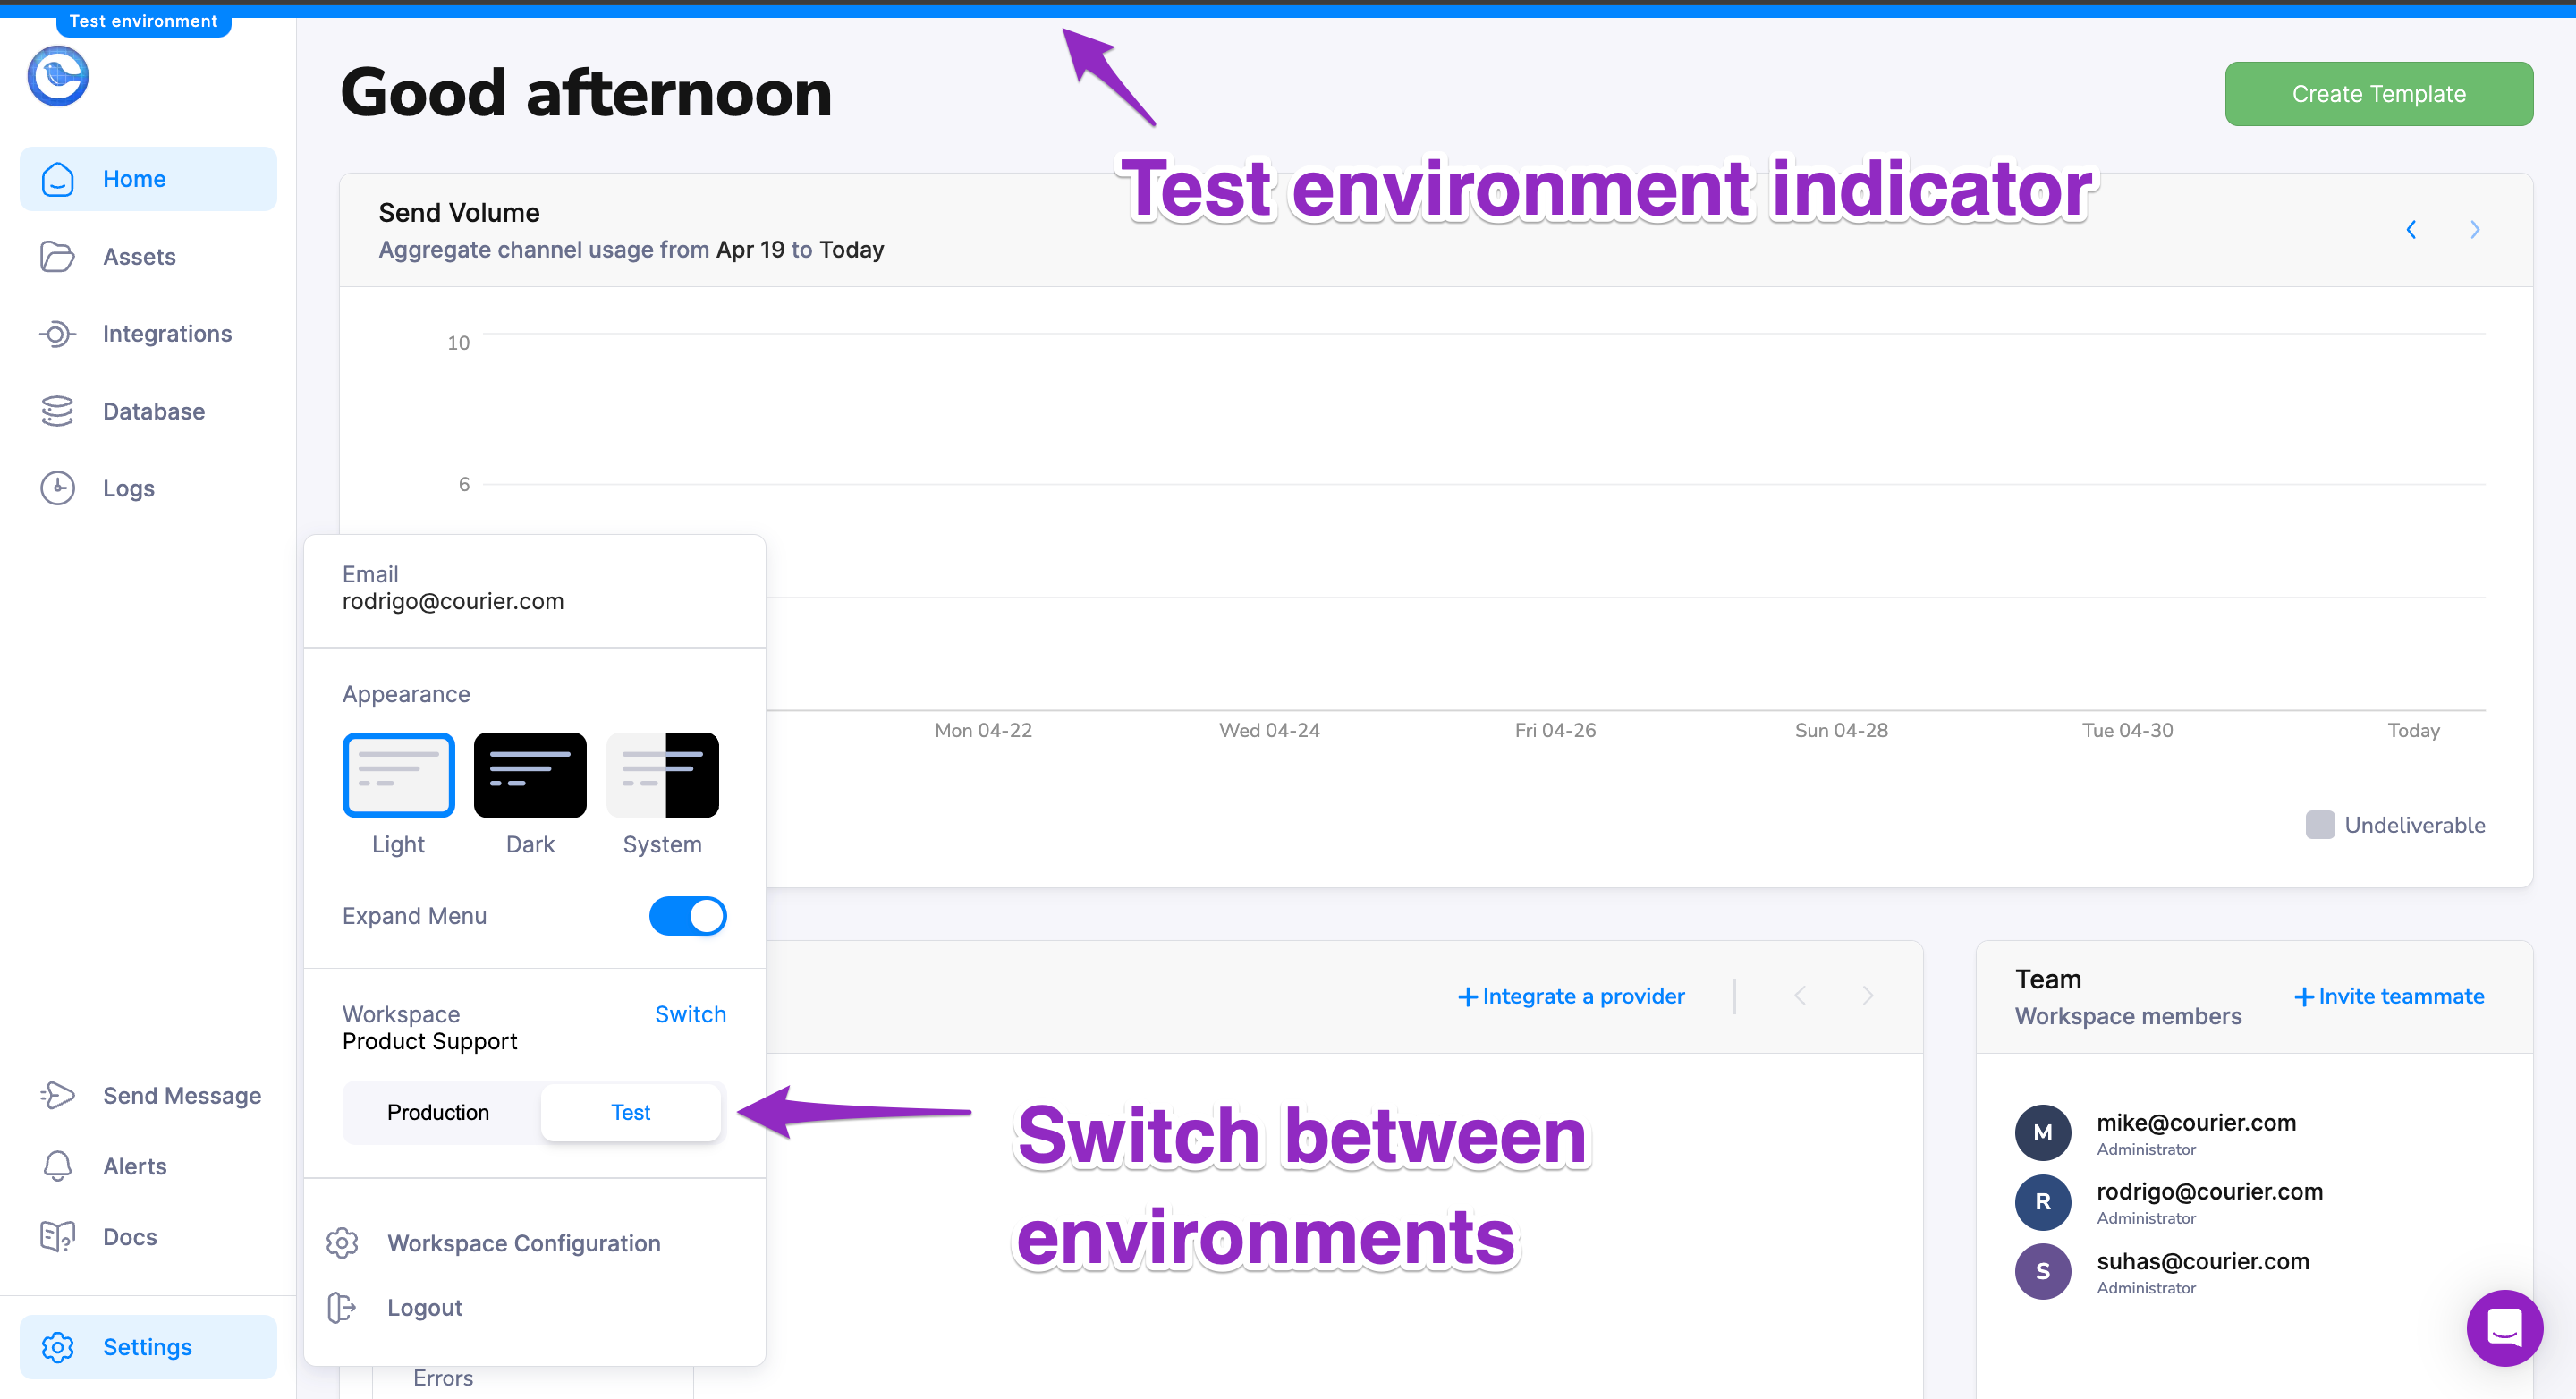 Test environment
Good afternoon
Create Template
Test environment indicator
Home
Assets
Integrations
Database
Logs
Send Volume
Aggregate channel usage from Apr 19 to Today
10
6
Mon 04-22
Wed 04-24
Fri 04-26
Sun 04-28
Tue 04-30
Today
Undeliverable
Email
rodrigo@courier.com
Appearance
Light
Dark
System
Expand Menu
Workspace
Switch
Product Support
Production
Test
Workspace Configuration
Logout
Integrate a provider
Switch between
environments
Team
Workspace members
Invite teammate
M
mike@courier.com
Administrator
R
rodrigo@courier.com
Administrator
S
suhas@courier.com
Administrator
Send Message
Alerts
Docs
Settings
Errors